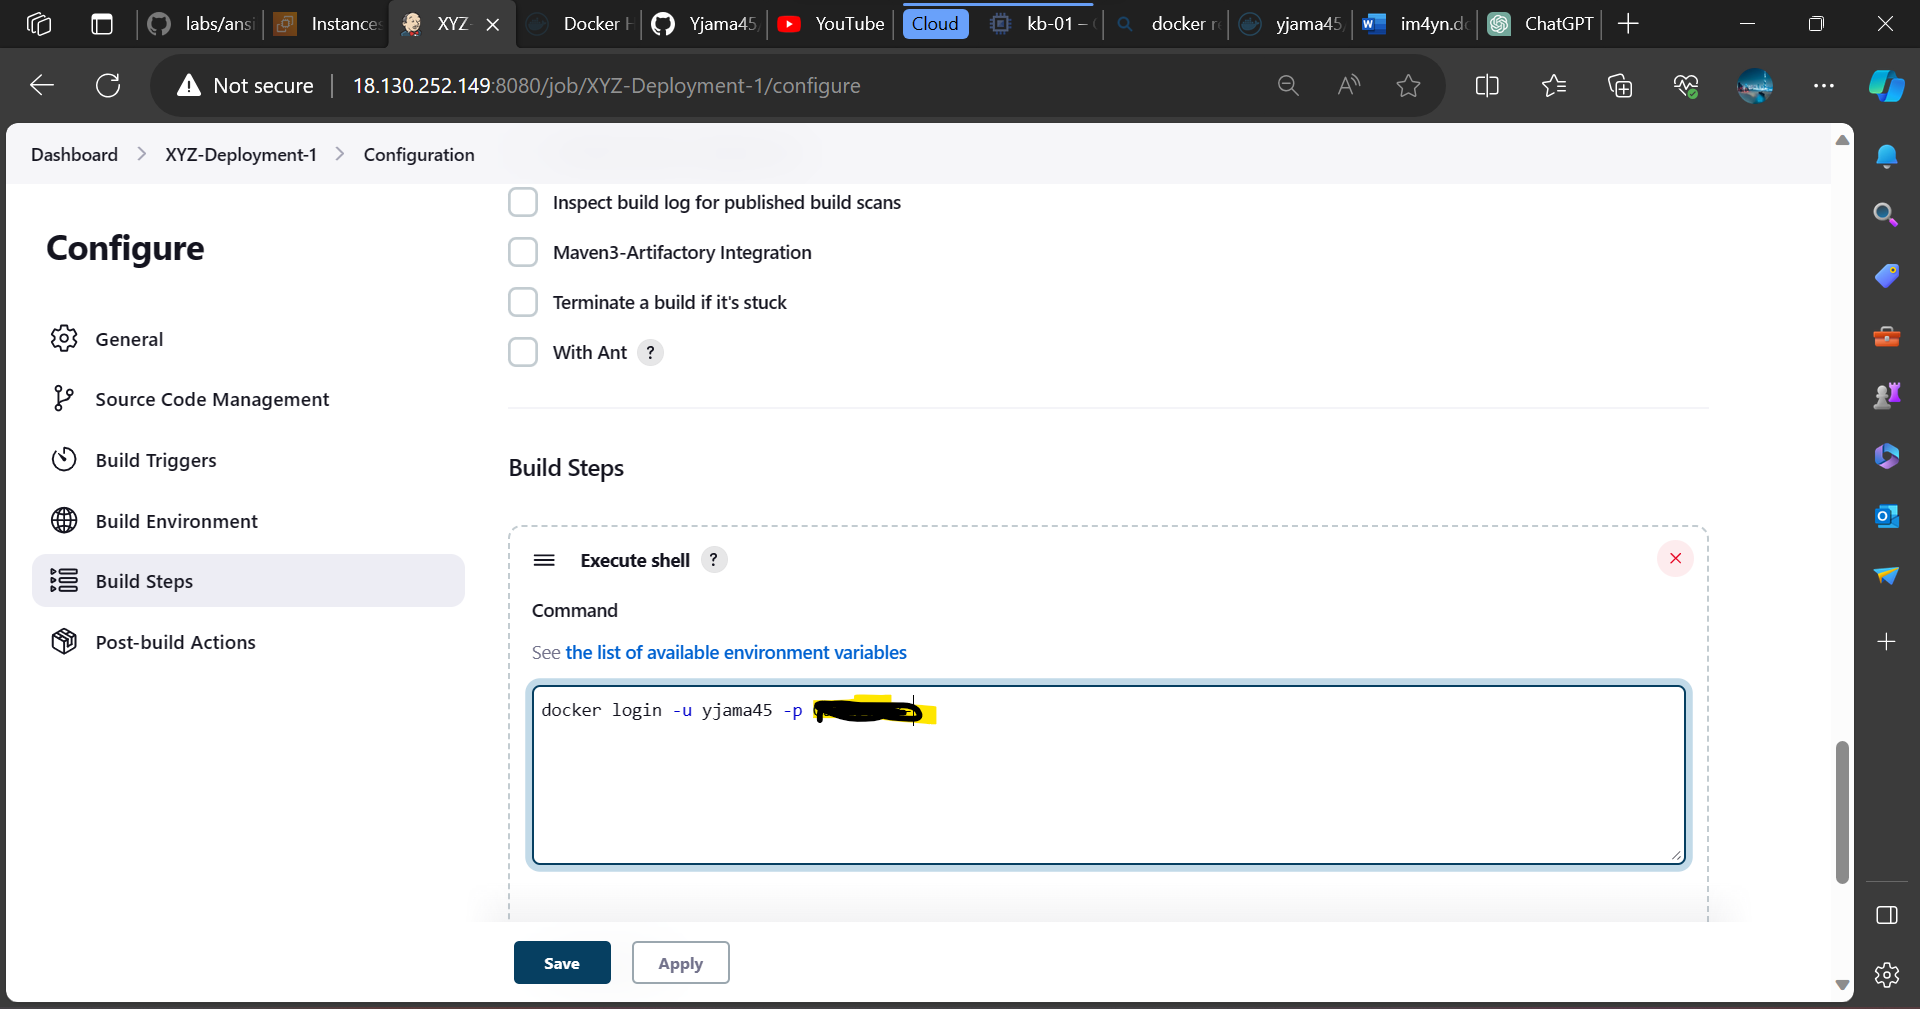 labs/ansi
Instances
XYZ-
Docker H
Yjama45/
YouTube
Cloud
kb-01 –
docker re
yjama45/
im4yn.do
ChatGPT
Not secure
18.130.252.149:8080/job/XYZ-Deployment-1/configure
Dashboard > XYZ-Deployment-1 > Configuration
Configure
General
Source Code Management
Build Triggers
Build Environment
Build Steps
Post-build Actions
Inspect build log for published build scans
Maven3-Artifactory Integration
Terminate a build if it's stuck
With Ant ?
Build Steps
Execute shell ?
Command
See the list of available environment variables
docker login -u yjama45 -p
Save
Apply